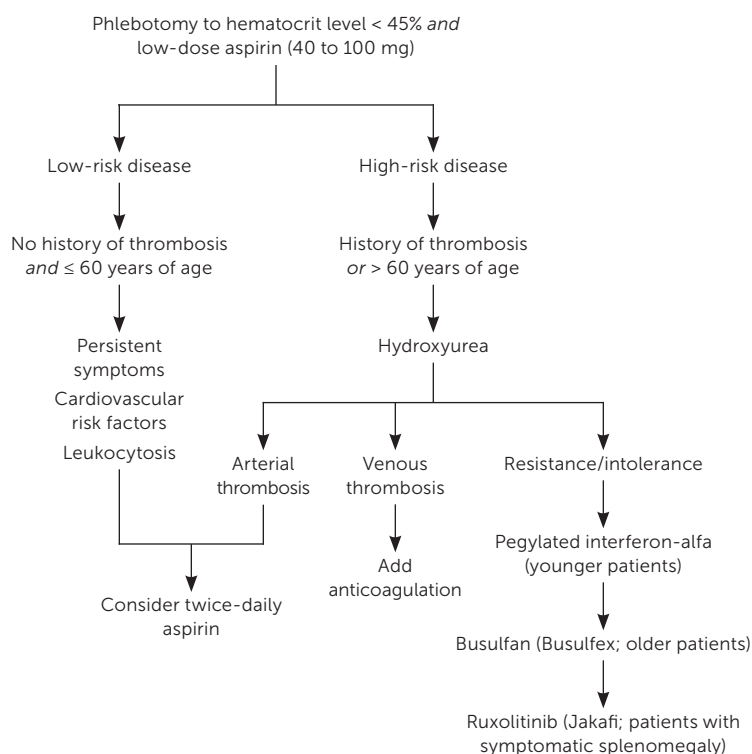 Phlebotomy to hematocrit level < 45% and
low-dose aspirin (40 to 100 mg)
Low-risk disease
High-risk disease
No history of thrombosis
and ≤ 60 years of age
History of thrombosis
or > 60 years of age
Persistent
symptoms
Cardiovascular
risk factors
Leukocytosis
Hydroxyurea
Arterial
thrombosis
Venous
thrombosis
Resistance/intolerance
Consider twice-daily
aspirin
Add
anticoagulation
Pegylated interferon-alfa
(younger patients)
Busulfan (Busulfex; older patients)
Ruxolitinib (Jakafi; patients with
symptomatic splenomegaly)